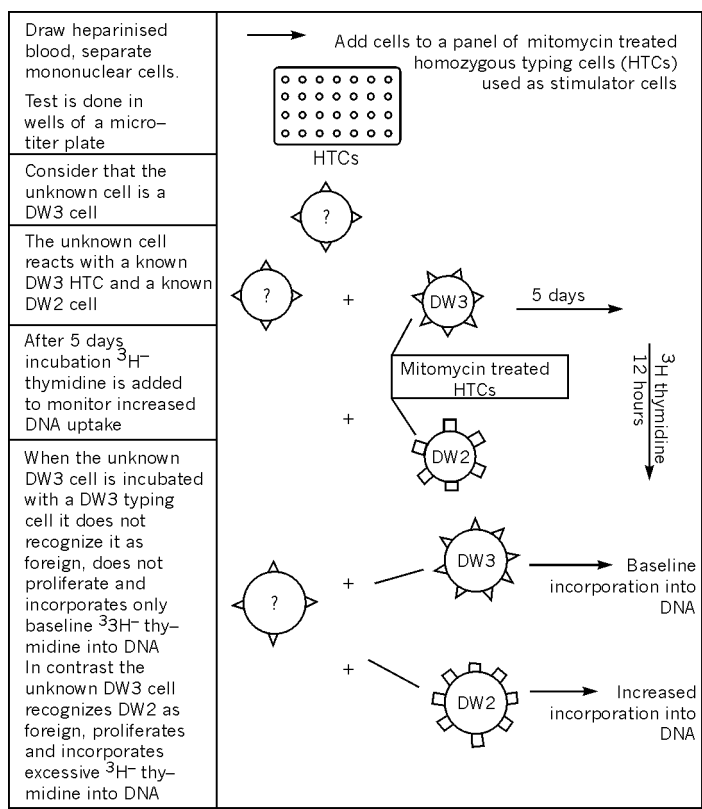 Draw heparinised
blood, separate
mononuclear cells.
Test is done in
wells of a micro–
titer plate
Add cells to a panel of mitomycin treated
homozygous typing cells (HTCs)
used as stimulator cells
HTCs
Consider that the
unknown cell is a
DW3 cell
?
The unknown cell
reacts with a known
DW3 HTC and a known
DW2 cell
?
+
DW3
5 days
After 5 days
incubation ³H–
thymidine is added
to monitor increased
DNA uptake
Mitomycin treated
HTCs
³H thymidine
12 hours
+
DW2
When the unknown
DW3 cell is incubated
with a DW3 typing
cell it does not
recognize it as
foreign, does not
proliferate and
incorporates only
baseline ³3H– thy–
midine into DNA
In contrast the
unknown DW3 cell
recognizes DW2 as
foreign, proliferates
and incorporates
excessive ³H– thy–
midine into DNA
?
+
DW3
Baseline
incorporation into
DNA
+
DW2
Increased
incorporation into
DNA